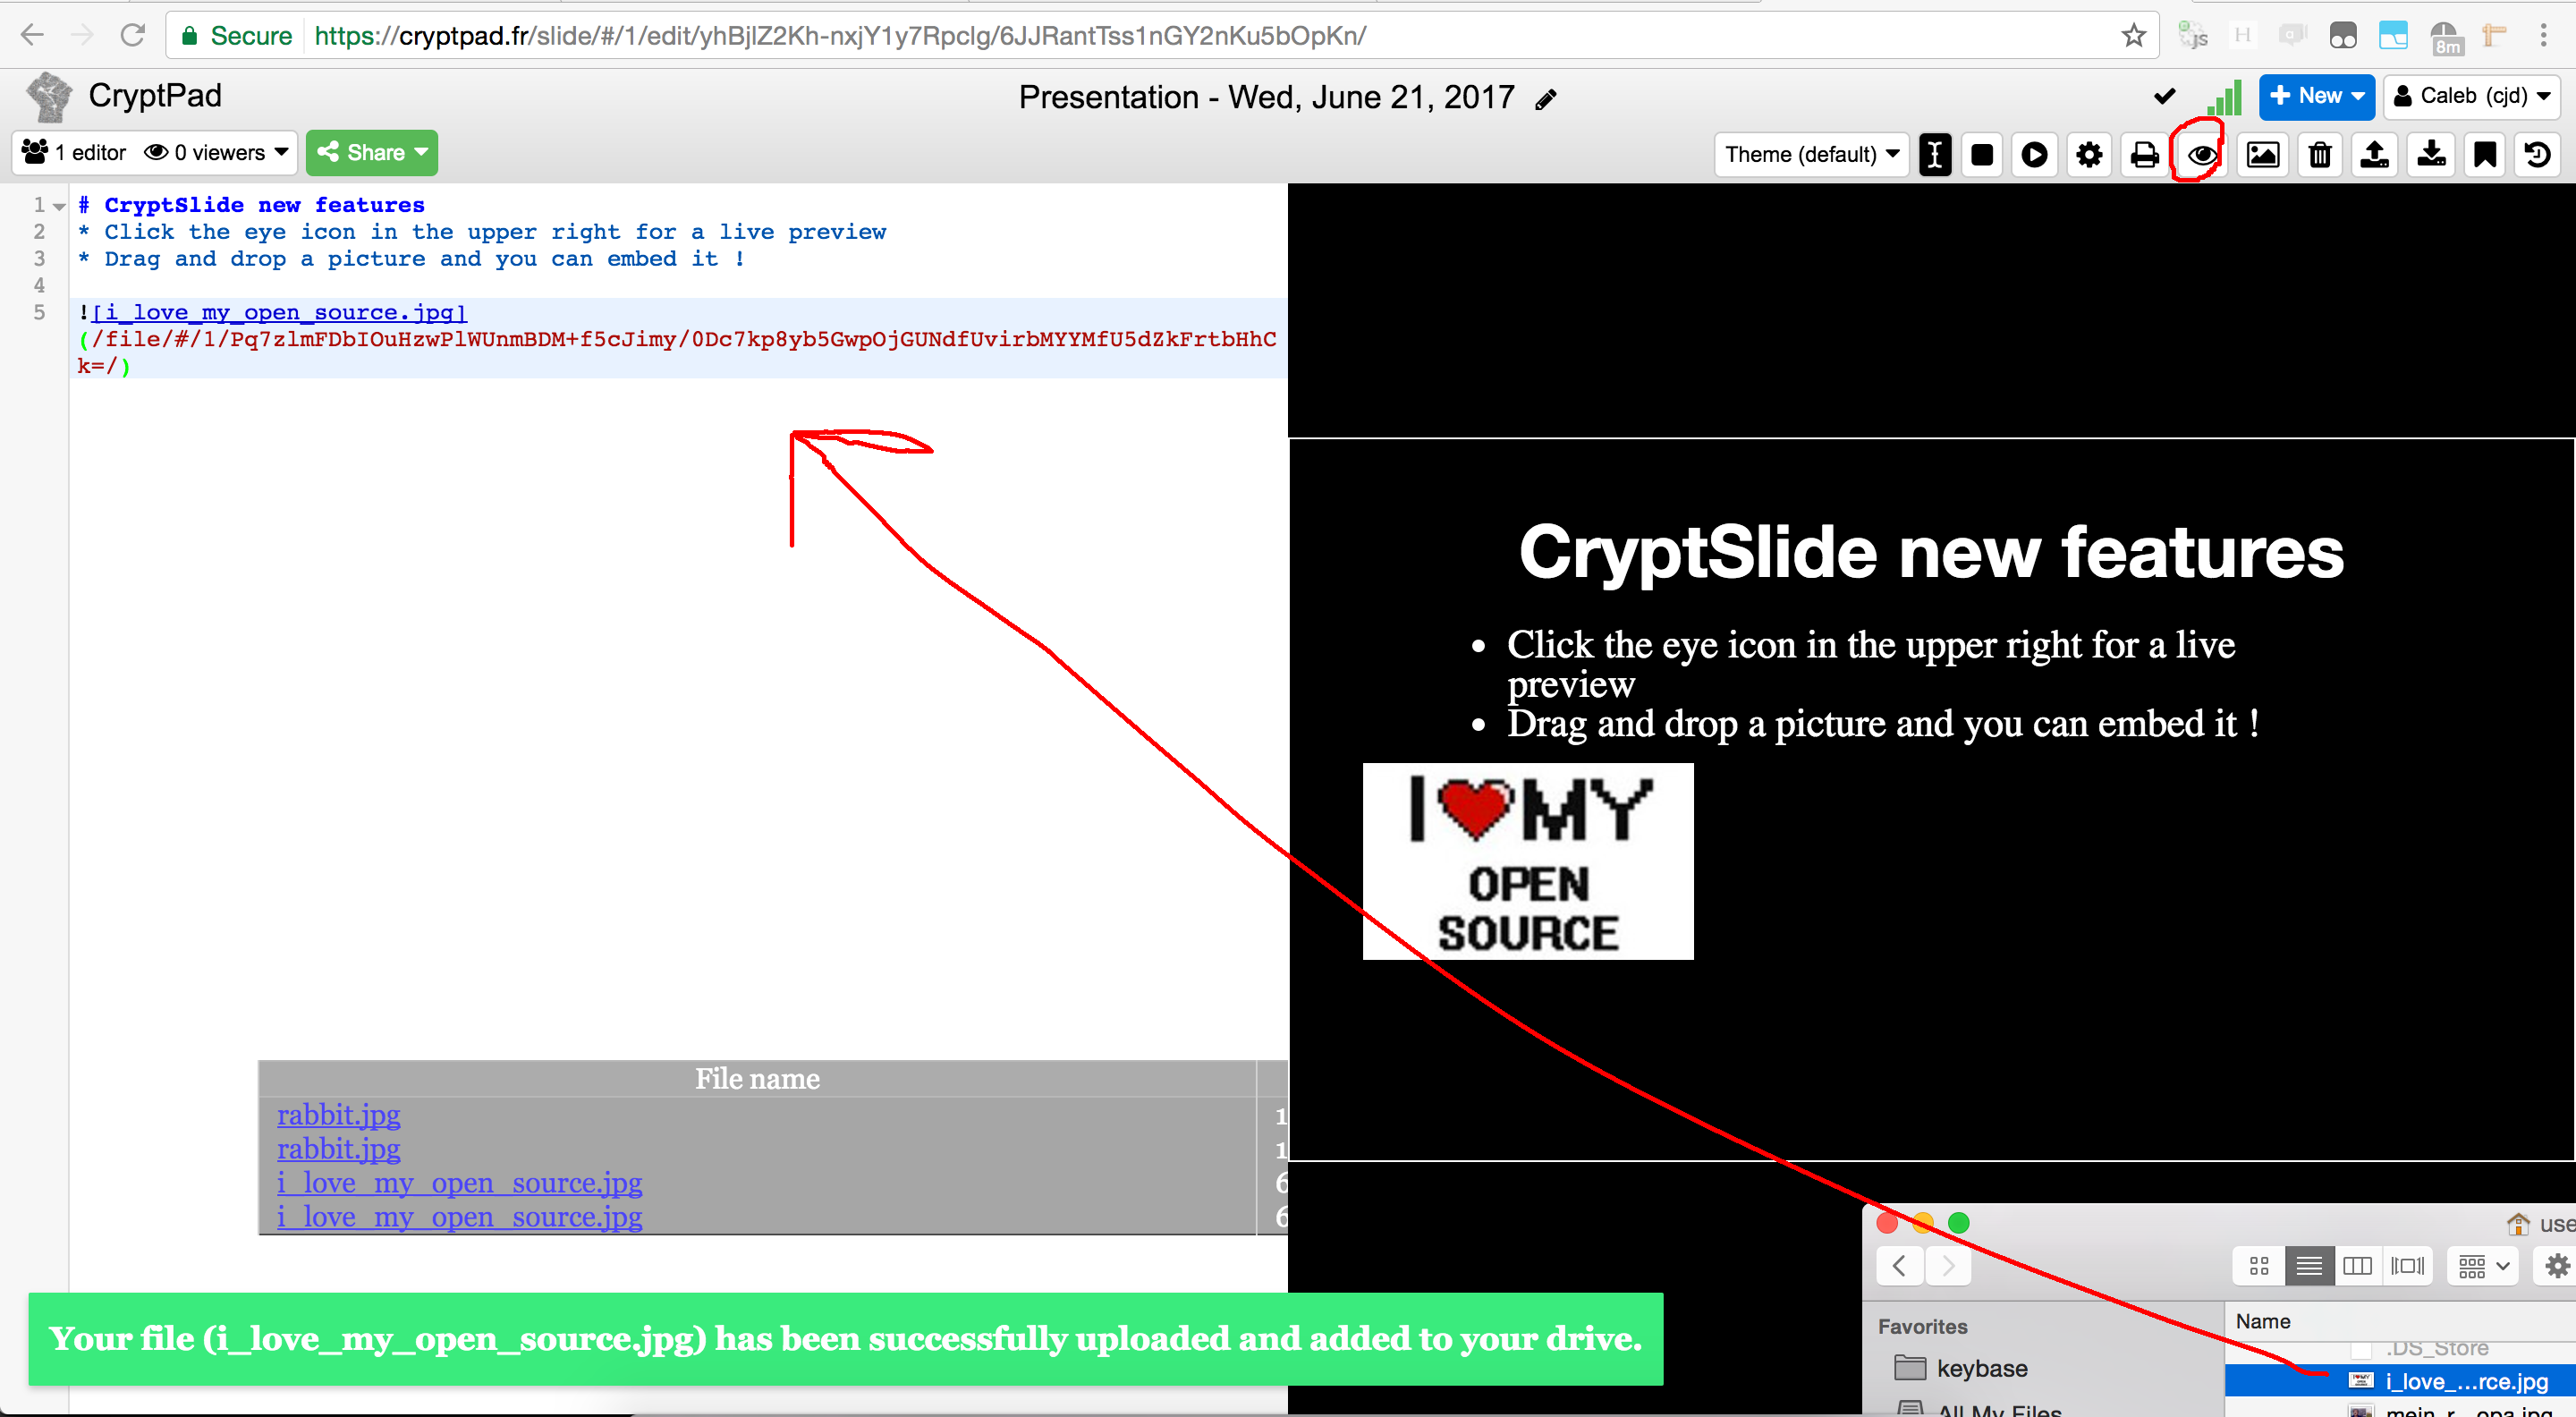 Secure https://cryptpad.fr/slide/#/1/edit/yhBjlZ2Kh-nxjY1y7Rpclg/6JJRantTss1nGY2nKu5bOpKn/
js H a 8m
CryptPad
Presentation - Wed, June 21, 2017
New Caleb (cjd)
1 editor 0 viewers Share
Theme (default)
1 # CryptSlide new features
2 * Click the eye icon in the upper right for a live preview
3 * Drag and drop a picture and you can embed it !
4
5 ![i_love_my_open_source.jpg]
(/file/#/1/Pq7zlmFDbIOuHzwPlWUnmBDM+f5cJimy/0Dc7kp8yb5GwpOjGUNdfUvirbMYYMfU5dZkFrtbHhC
k=/)
CryptSlide new features
• Click the eye icon in the upper right for a live
preview
• Drag and drop a picture and you can embed it !
I❤MY
OPEN
SOURCE
File name
rabbit.jpg 1
rabbit.jpg 1
i_love_my_open_source.jpg 6
i_love_my_open_source.jpg 6
Your file (i_love_my_open_source.jpg) has been successfully uploaded and added to your drive.
use
Name
Favorites
.DS_Store
keybase
i_love_...rce.jpg
All My Files
mein_r...opa.jpg